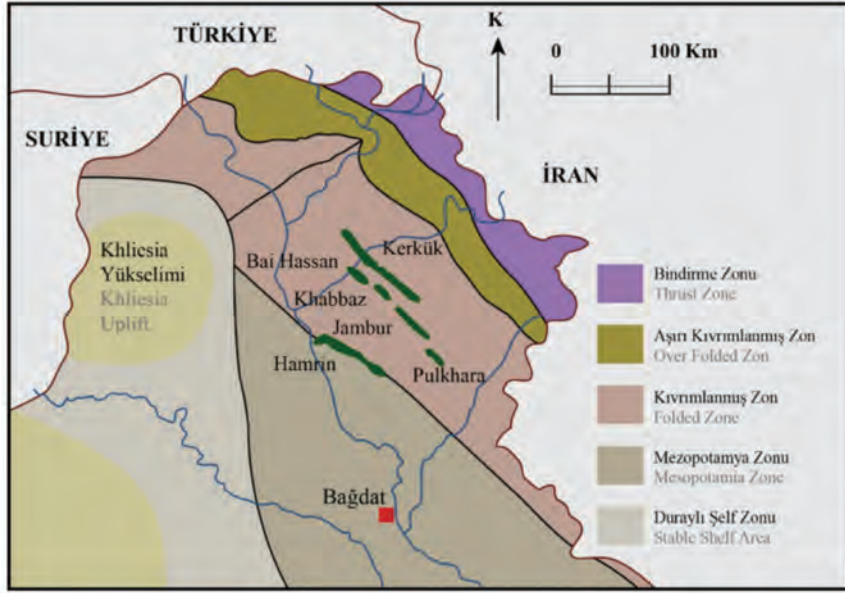 TÜRKİYE
K
0 100 Km
SURİYE
İRAN
Khliesia
Yükselimi
Khliesia
Uplift
Bai Hassan
Kerkük
Khabbaz
Jambur
Hamrin
Pulkhara
Bağdat
Bindirme Zonu
Thrust Zone
Aşırı Kıvrımlanmış Zon
Over Folded Zon
Kıvrımlanmış Zon
Folded Zone
Mezopotamya Zonu
Mesopotamia Zone
Duraylı Şelf Zonu
Stable Shelf Area